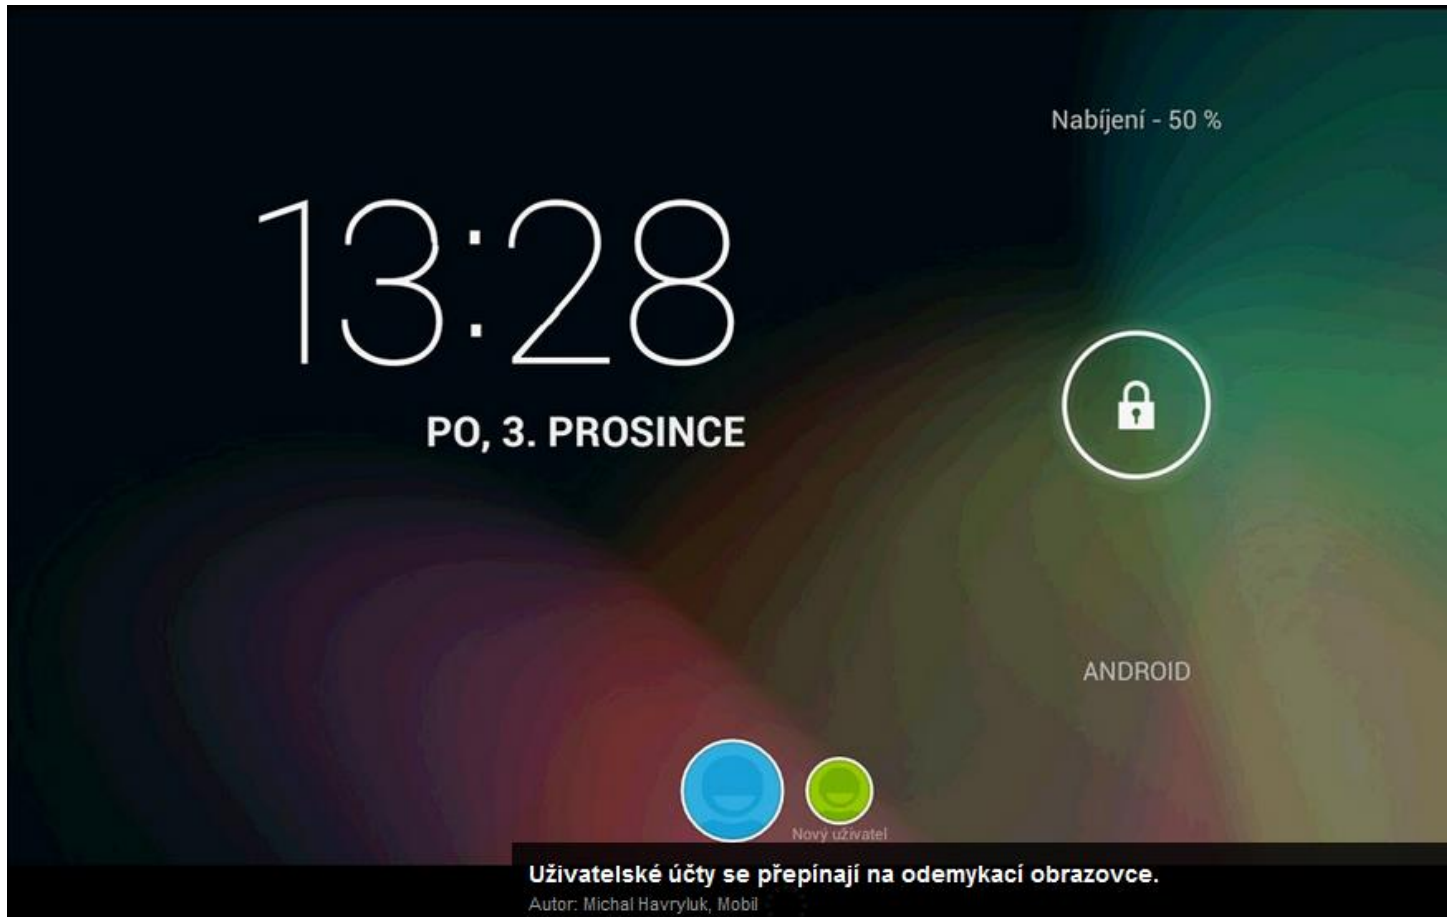 Nabíjení - 50 %
13:28
PO, 3. PROSINCE
ANDROID
Nový uživatel
Uživatelské účty se přepínají na odemykací obrazovce.
Autor: Michal Havryluk, Mobil